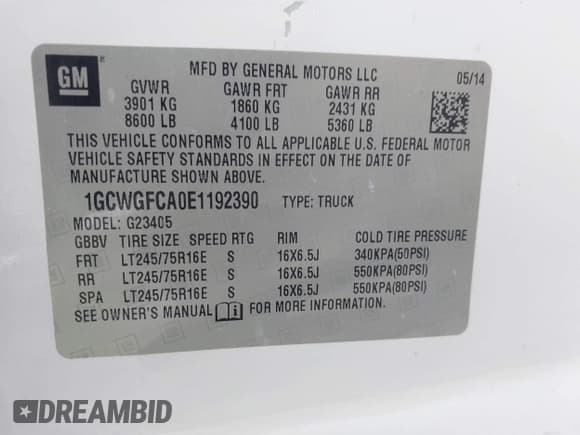 GM
MFD BY GENERAL MOTORS LLC 05/14
GVWR GAWR FRT GAWR RR
3901 KG 1860 KG 2431 KG
8600 LB 4100 LB 5360 LB
THIS VEHICLE CONFORMS TO ALL APPLICABLE U.S. FEDERAL MOTOR
VEHICLE SAFETY STANDARDS IN EFFECT ON THE DATE OF
MANUFACTURE SHOWN ABOVE.
1GCWGFCA0E1192390 TYPE: TRUCK
MODEL: G23405
GBBV TIRE SIZE SPEED RTG RIM COLD TIRE PRESSURE
FRT LT245/75R16E S 16X6.5J 340KPA(50PSI)
RR LT245/75R16E S 16X6.5J 550KPA(80PSI)
SPA LT245/75R16E S 16X6.5J 550KPA(80PSI)
SEE OWNER'S MANUAL FOR MORE INFORMATION.
DREAMBID